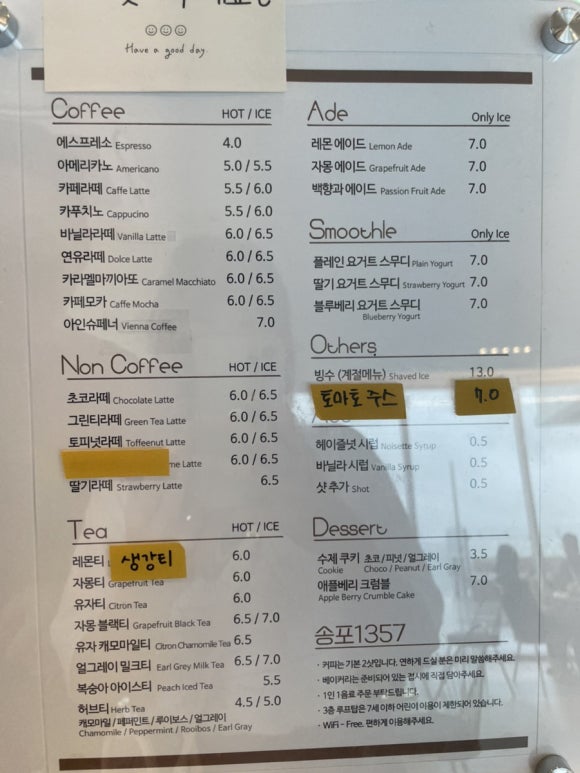 Have a good day.
Coffee HOT / ICE
에스프레소 Espresso 4.0
아메리카노 Americano 5.0 / 5.5
카페라떼 Caffe Latte 5.5 / 6.0
카푸치노 Cappucino 5.5 / 6.0
바닐라라떼 Vanilla Latte 6.0 / 6.5
연유라떼 Dolce Latte 6.0 / 6.5
카라멜마끼아또 Caramel Macchiato 6.0 / 6.5
카페모카 Caffe Mocha 6.0 / 6.5
아인슈페너 Vienna Coffee 7.0
Non Coffee HOT / ICE
초코라떼 Chocolate Latte 6.0 / 6.5
그린티라떼 Green Tea Latte 6.0 / 6.5
토피넛라떼 Toffeenut Latte 6.0 / 6.5
me Latte 6.0 / 6.5
딸기라떼 Strawberry Latte 6.5
Tea HOT / ICE
레몬티 생강티 6.0
자몽티 Grapefruit Tea 6.0
유자티 Citron Tea 6.0
자몽 블랙티 Grapefruit Black Tea 6.5 / 7.0
유자 캐모마일티 Citron Chamomile Tea 6.5
얼그레이 밀크티 Earl Grey Milk Tea 6.5 / 7.0
복숭아 아이스티 Peach Iced Tea 5.5
허브티 Herb Tea 4.5 / 5.0
캐모마일 / 페퍼민트 / 루이보스 / 얼그레이
Chamomile / Peppermint / Rooibos / Earl Gray
Ade Only Ice
레몬 에이드 Lemon Ade 7.0
자몽 에이드 Grapefruit Ade 7.0
백향과 에이드 Passion Fruit Ade 7.0
Smoothie Only Ice
플레인 요거트 스무디 Plain Yogurt 7.0
딸기 요거트 스무디 Strawberry Yogurt 7.0
블루베리 요거트 스무디 7.0
Blueberry Yogurt
Others
빙수 (계절메뉴) Shaved Ice 13.0
토마토 주스 7.0
헤이즐넛 시럽 Noisette Syrup 0.5
바닐라 시럽 Vanilla Syrup 0.5
샷 추가 Shot 0.5
Dessert
수제 쿠키 초코 / 피넛 / 얼그레이 3.5
Cookie Choco / Peanut / Earl Gray
애플베리 크럼블 7.0
Apple Berry Crumble Cake
송포1357
· 커피는 기본 2샷입니다. 연하게 드실 분은 미리 말씀해주세요.
· 베이커리는 준비되어 있는 접시에 직접 담아주세요.
· 1인 1음료 주문 부탁드립니다.
· 3층 루프탑은 7세 이하 어린이 이용이 제한되어 있습니다.
· WiFi - Free. 편하게 이용해주세요.